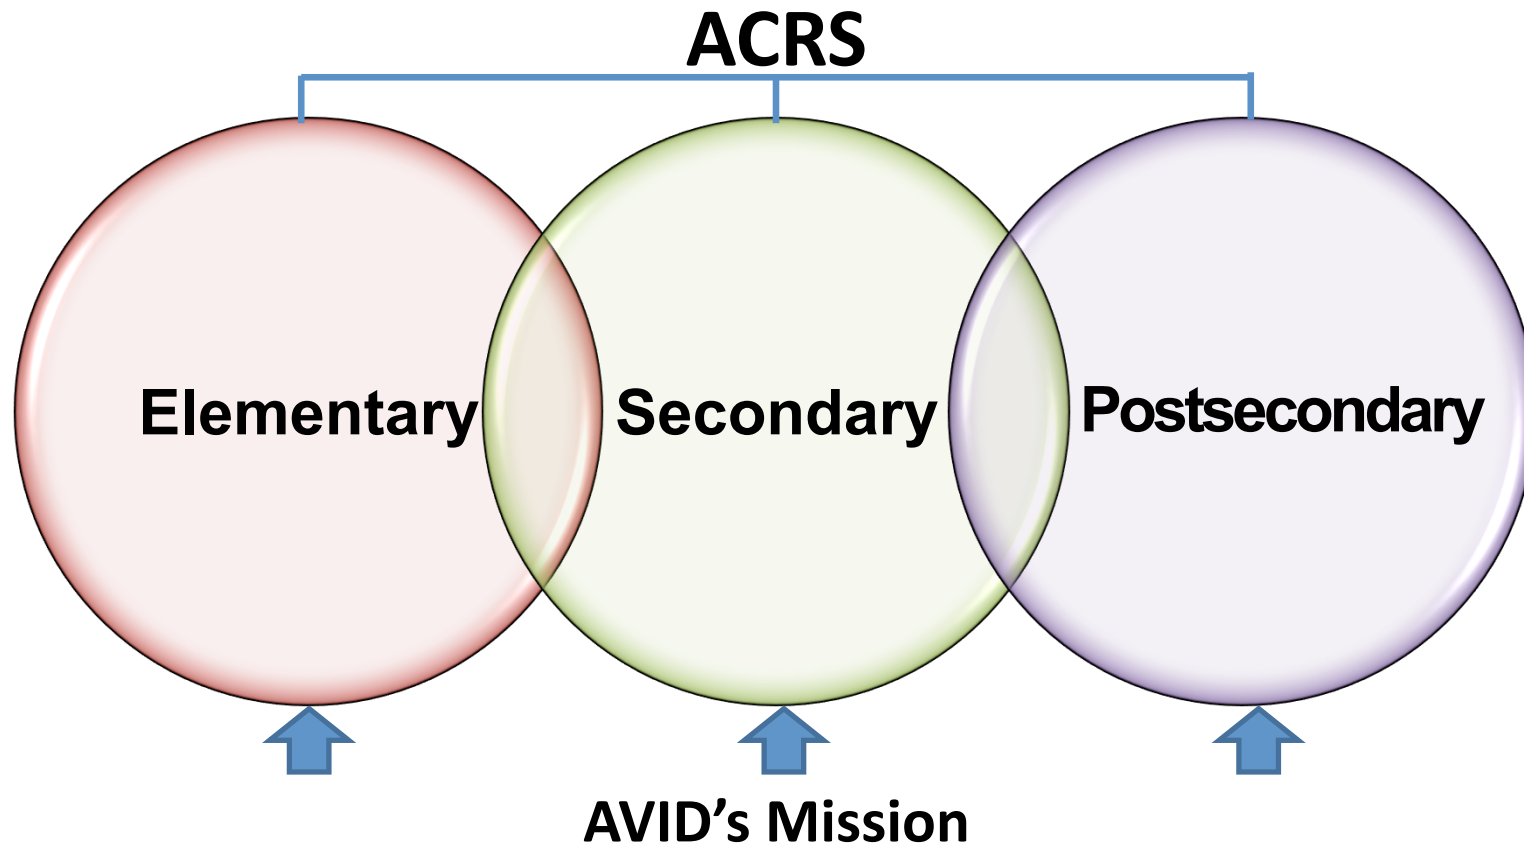 ACRS
Elementary
Secondary
Postsecondary
AVID’s Mission